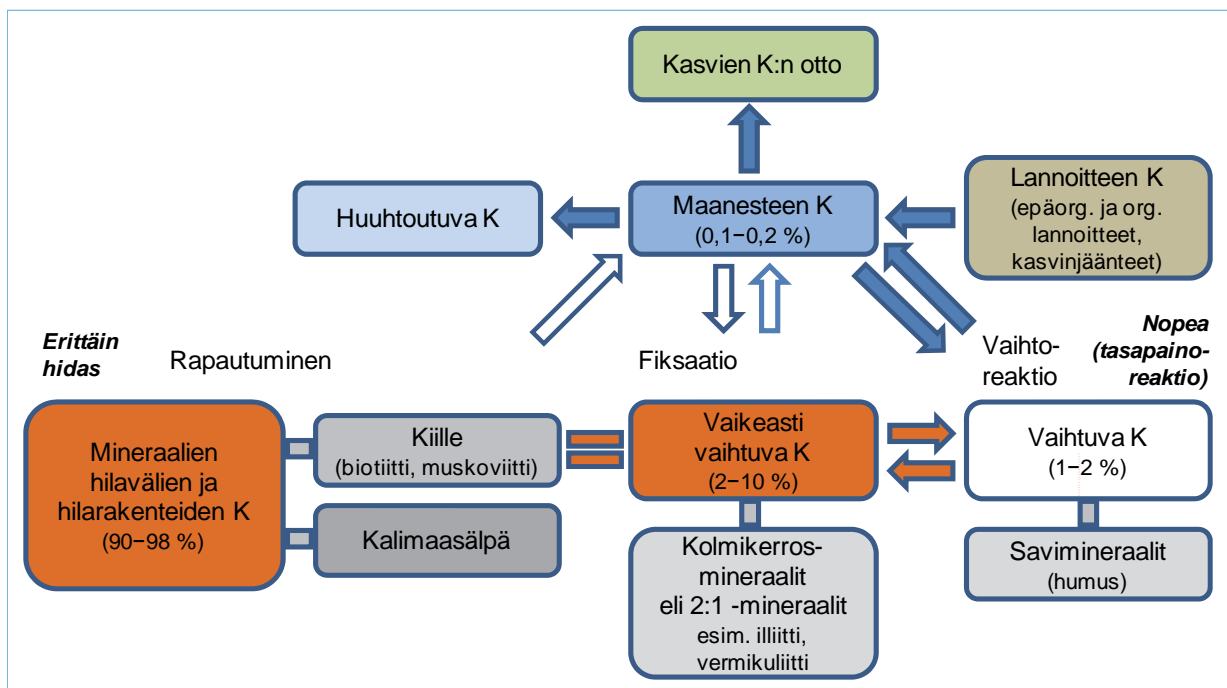 Kasvien K:n otto
Huuhtoutuva K
Maanesteen K
(0,1−0,2 %)
Lannoitteen K
(epäorg. ja org.
lannoitteet,
kasvinjäänteet)
Erittäin
hidas
Rapautuminen
Fiksaatio
Vaihto-
reaktio
Nopea
(tasapaino-
reaktio)
Mineraalien
hilavälien ja
hilarakenteiden K
(90−98 %)
Kiille
(biotiitti, muskoviitti)
Kalimaasälpä
Vaikeasti
vaihtuva K
(2−10 %)
Vaihtuva K
(1−2 %)
Kolmikerros-
mineraalit
eli 2:1 -mineraalit
esim. illiitti,
vermikuliitti
Savimineraalit
(humus)